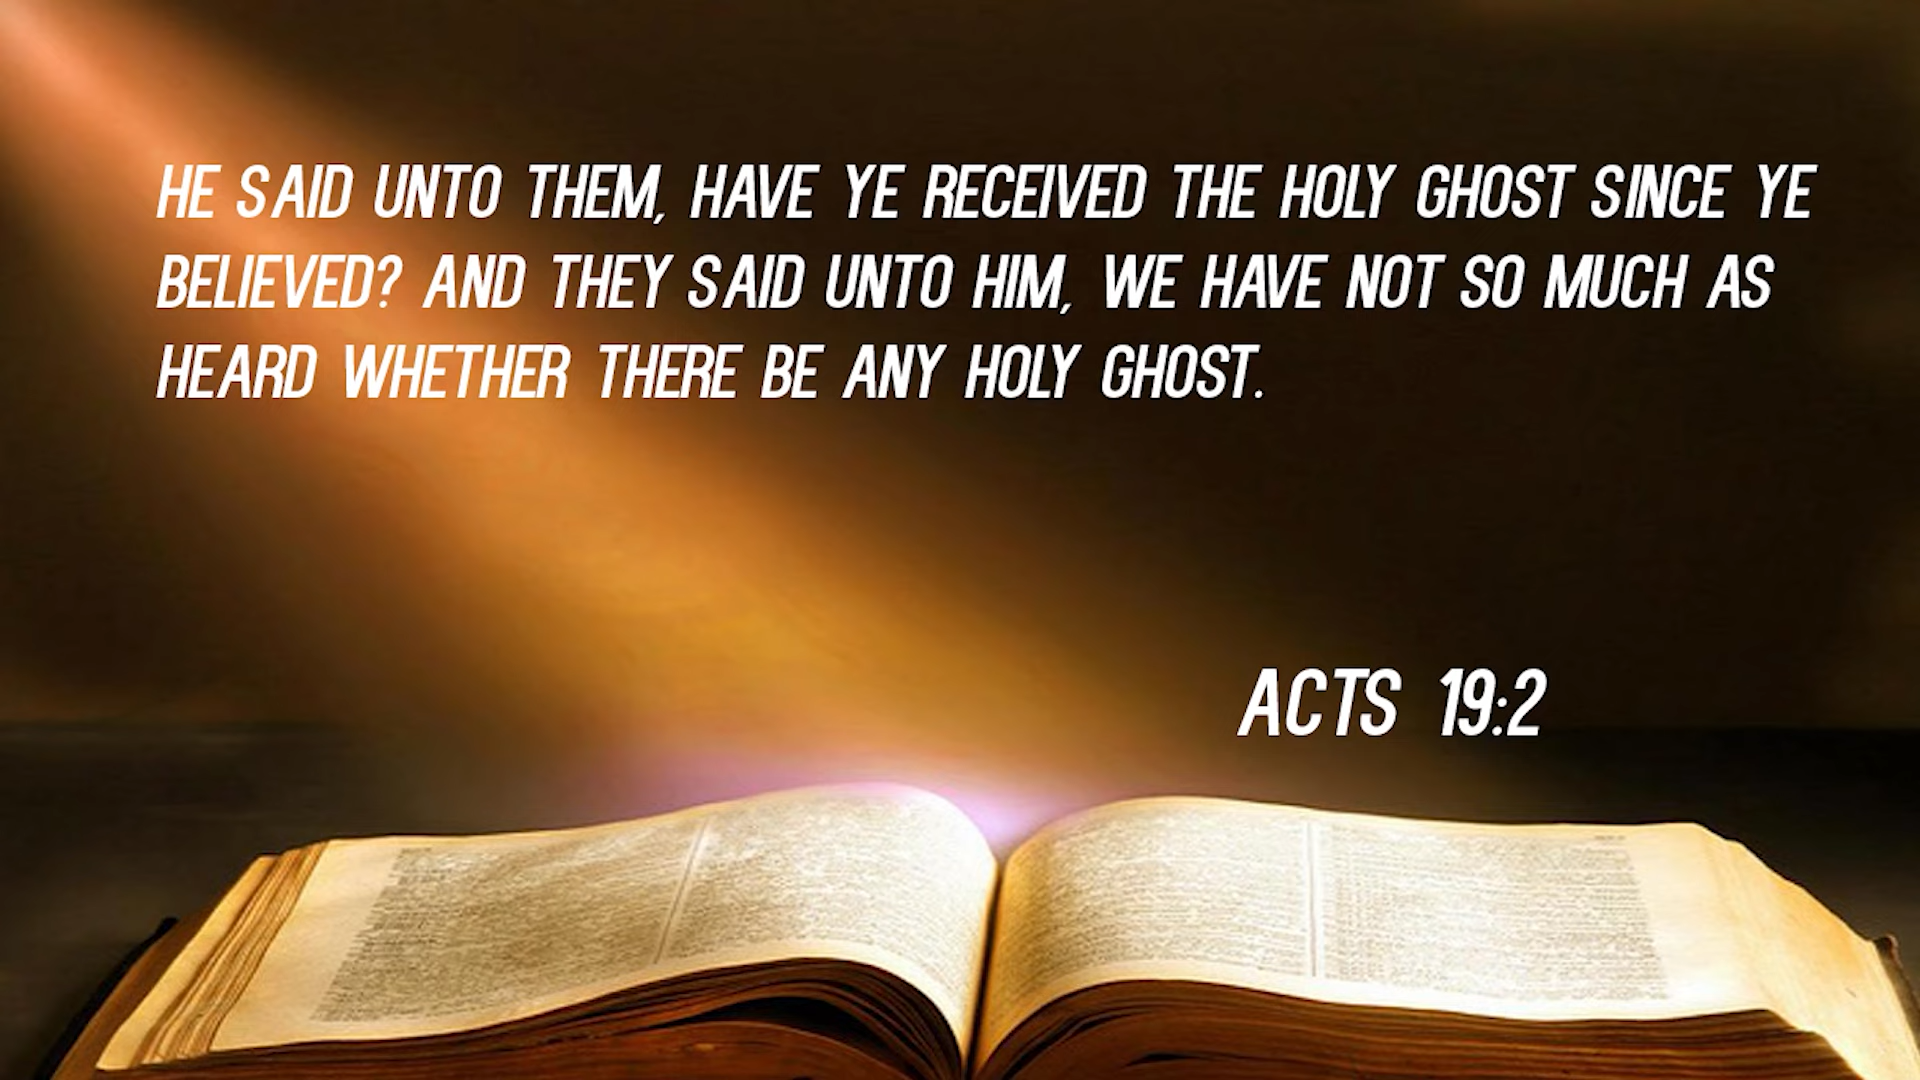 HE SAID UNTO THEM, HAVE YE RECEIVED THE HOLY GHOST SINCE YE
BELIEVED? AND THEY SAID UNTO HIM, WE HAVE NOT SO MUCH AS
HEARD WHETHER THERE BE ANY HOLY GHOST.
ACTS 19:2